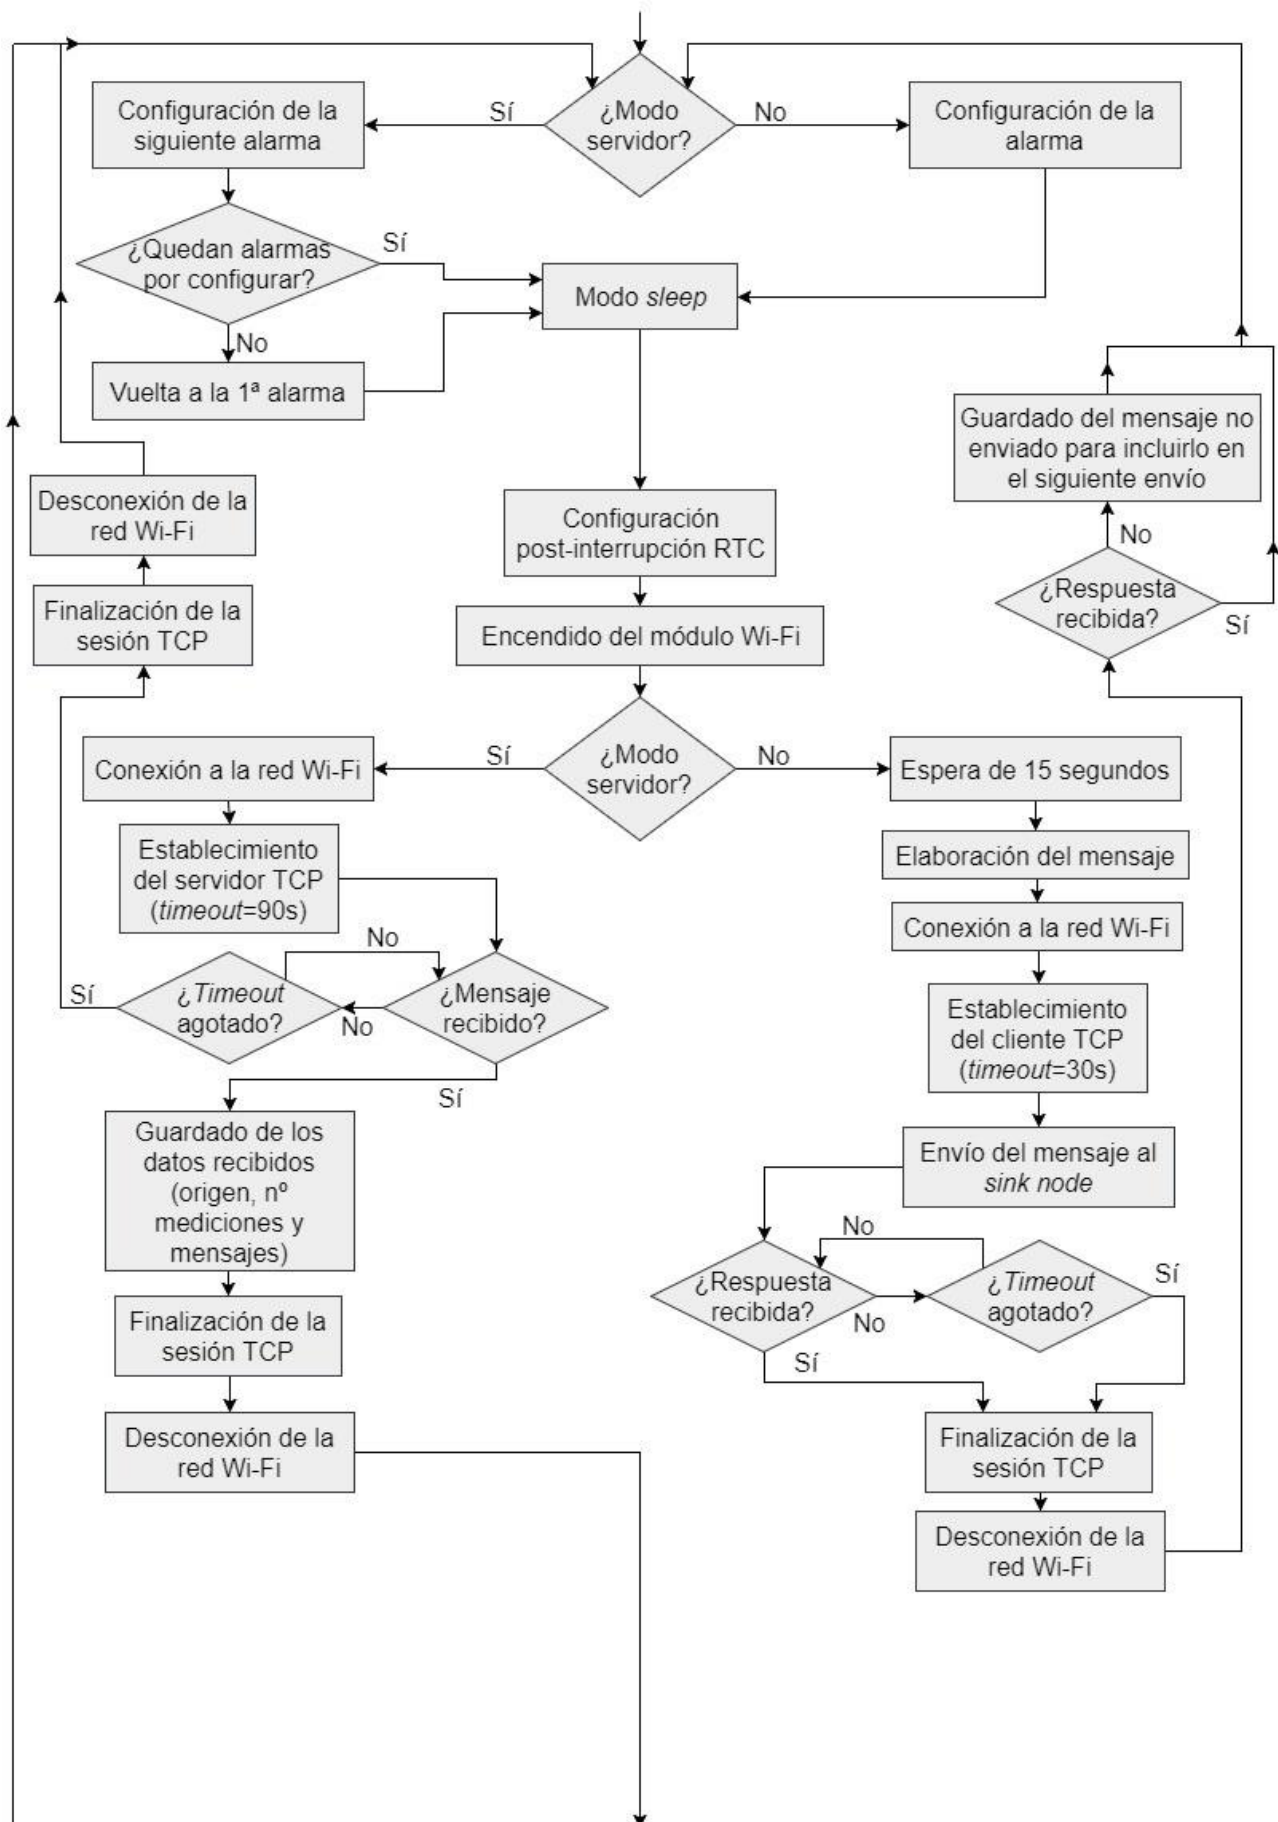 ¿Modo
servidor?
Sí
No
Configuración de la
siguiente alarma
Configuración de la
alarma
¿Quedan alarmas
por configurar?
Sí
No
Modo sleep
Vuelta a la 1ª alarma
Guardado del mensaje no
enviado para incluirlo en
el siguiente envío
No
¿Respuesta
recibida?
Sí
Desconexión de la
red Wi-Fi
Finalización de la
sesión TCP
Configuración
post-interrupción RTC
Encendido del módulo Wi-Fi
¿Modo
servidor?
Sí
No
Conexión a la red Wi-Fi
Establecimiento
del servidor TCP
(timeout=90s)
No
¿Mensaje
recibido?
No
¿Timeout
agotado?
Sí
Sí
Guardado de los
datos recibidos
(origen, nº
mediciones y
mensajes)
Finalización de la
sesión TCP
Desconexión de la
red Wi-Fi
Espera de 15 segundos
Elaboración del mensaje
Conexión a la red Wi-Fi
Establecimiento
del cliente TCP
(timeout=30s)
Envío del mensaje al
sink node
No
¿Respuesta
recibida?
No
¿Timeout
agotado?
Sí
Sí
Finalización de la
sesión TCP
Desconexión de la
red Wi-Fi